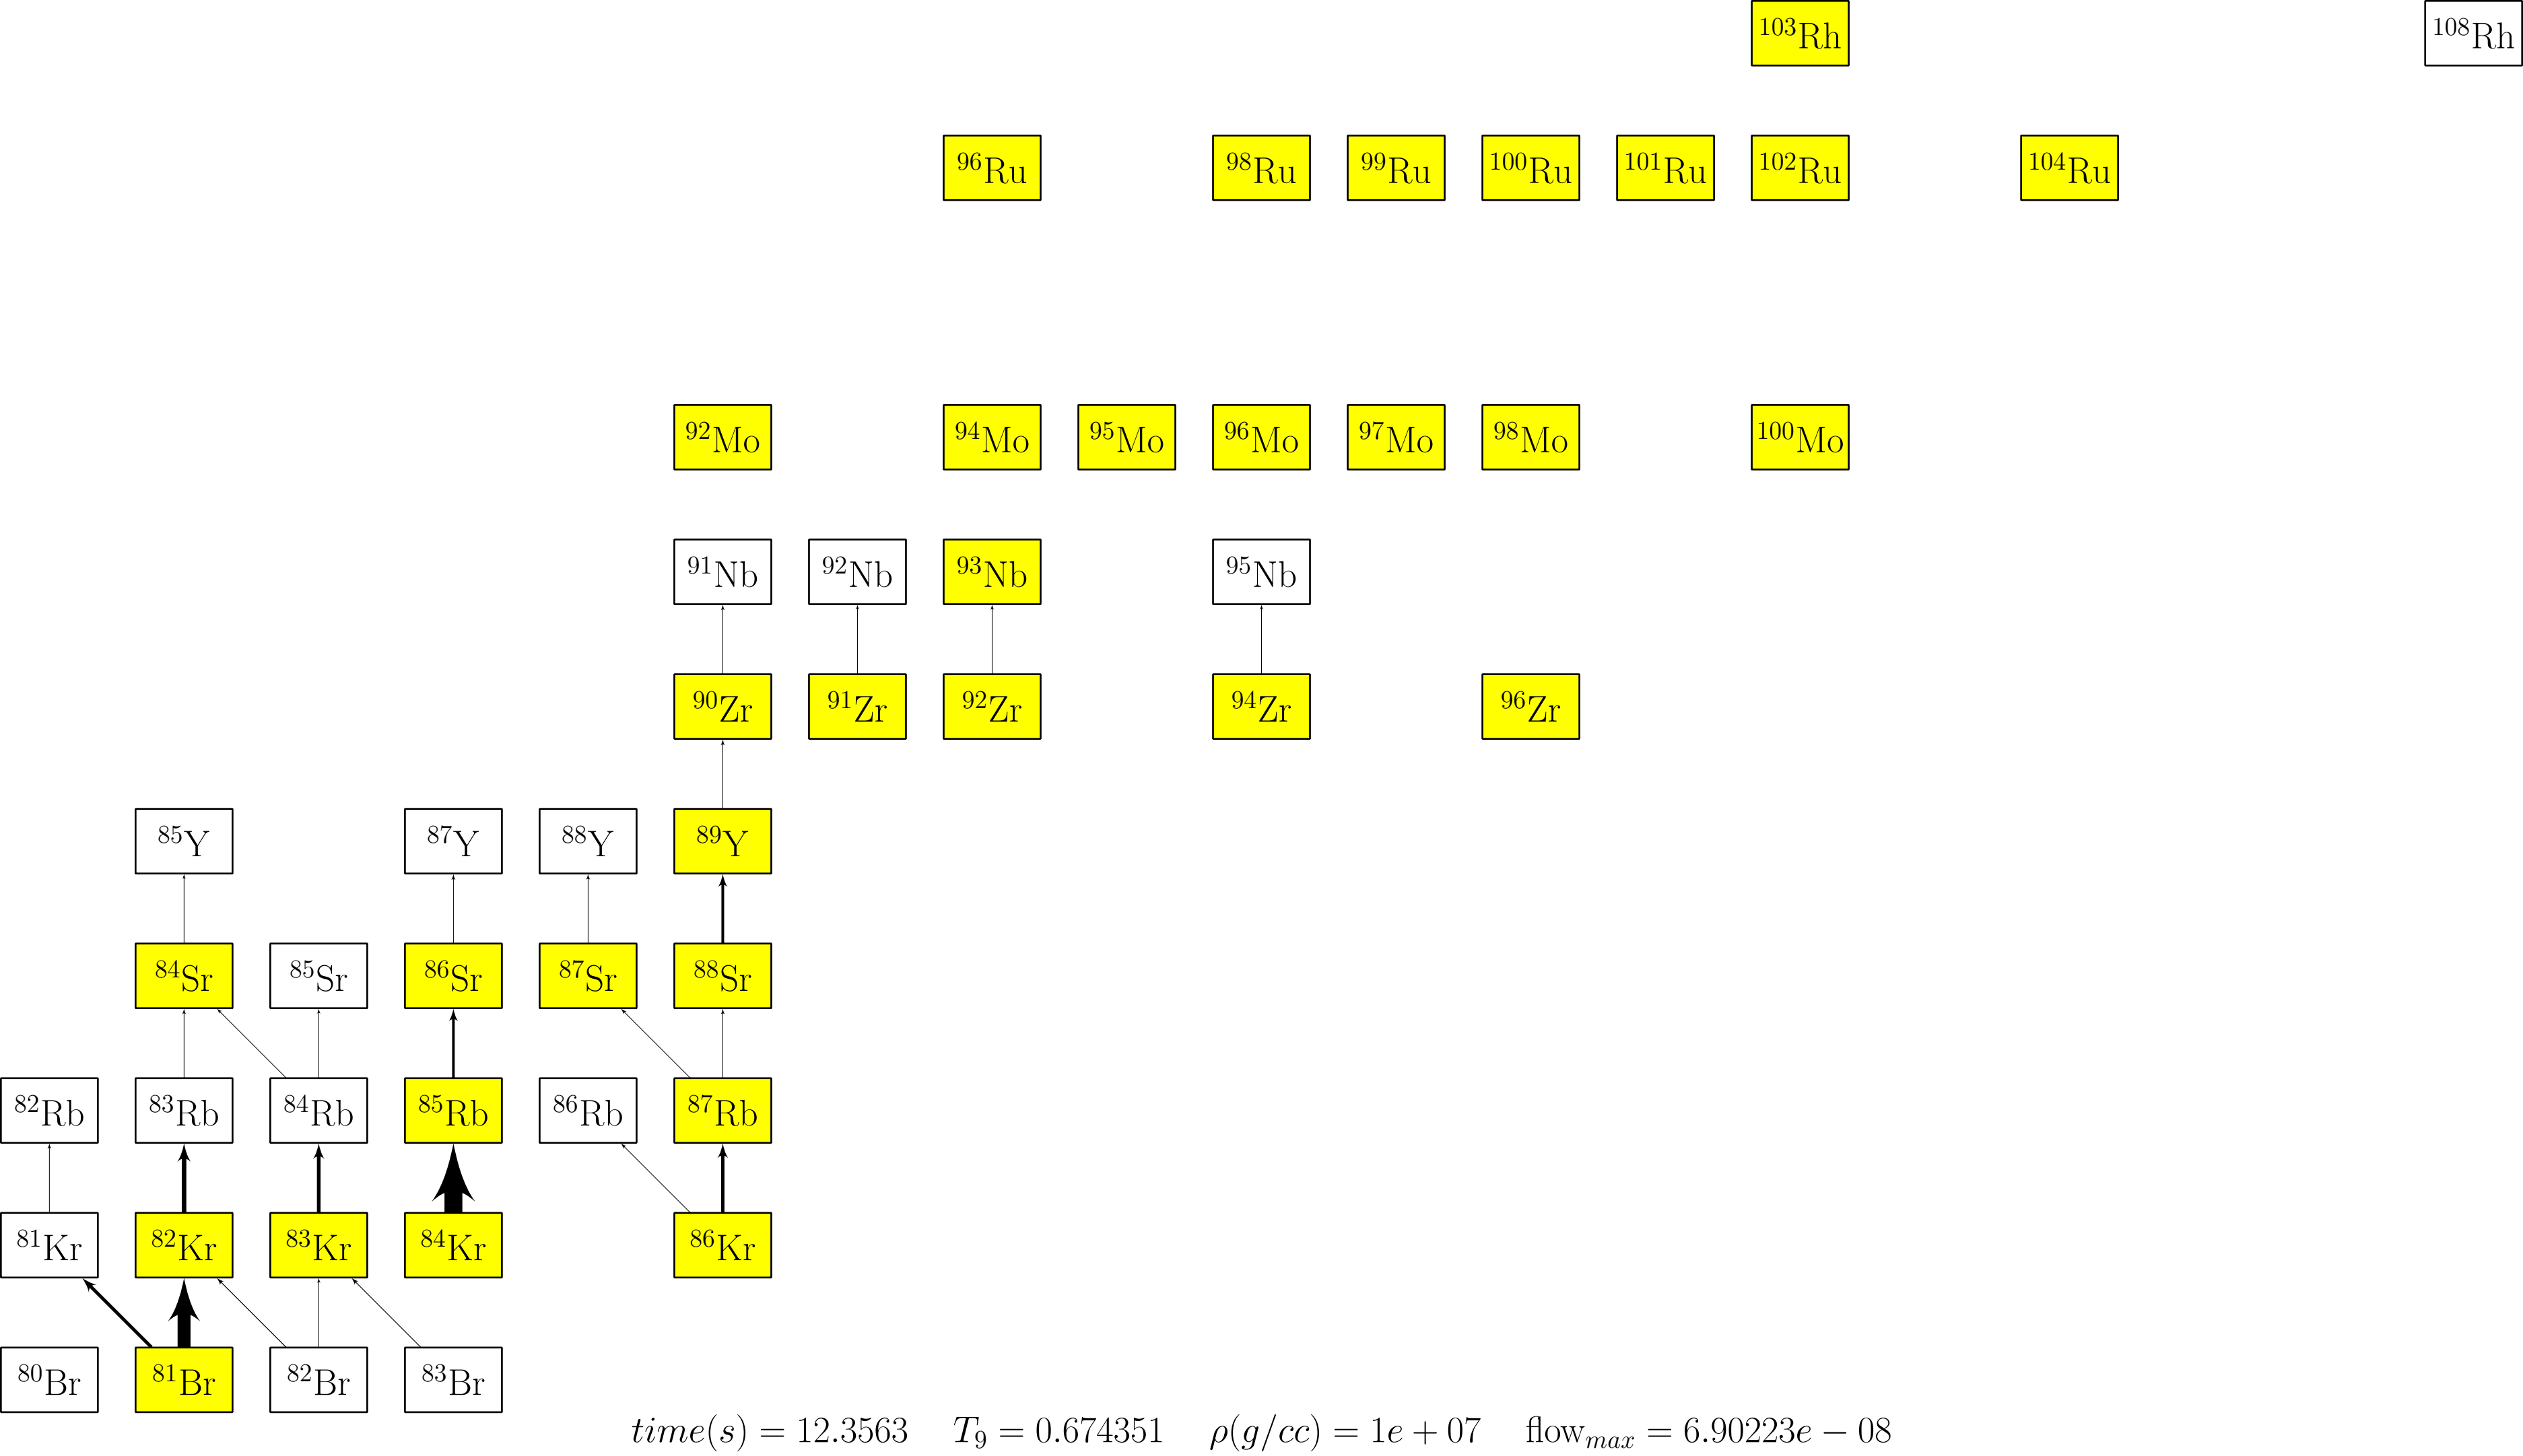 ¹⁰³Rh ¹⁰⁸Rh
⁹⁶Ru ⁹⁸Ru ⁹⁹Ru ¹⁰⁰Ru ¹⁰¹Ru ¹⁰²Ru ¹⁰⁴Ru
⁹²Mo ⁹⁴Mo ⁹⁵Mo ⁹⁶Mo ⁹⁷Mo ⁹⁸Mo ¹⁰⁰Mo
⁹¹Nb ⁹²Nb ⁹³Nb ⁹⁵Nb
⁹⁰Zr ⁹¹Zr ⁹²Zr ⁹⁴Zr ⁹⁶Zr
⁸⁵Y ⁸⁷Y ⁸⁸Y ⁸⁹Y
⁸⁴Sr ⁸⁵Sr ⁸⁶Sr ⁸⁷Sr ⁸⁸Sr
⁸²Rb ⁸³Rb ⁸⁴Rb ⁸⁵Rb ⁸⁶Rb ⁸⁷Rb
⁸¹Kr ⁸²Kr ⁸³Kr ⁸⁴Kr ⁸⁶Kr
⁸⁰Br ⁸¹Br ⁸²Br ⁸³Br
time(s) = 12.3563 T₉ = 0.674351 ρ(g/cc) = 1e + 07 flowₘₐₓ = 6.90223e − 08